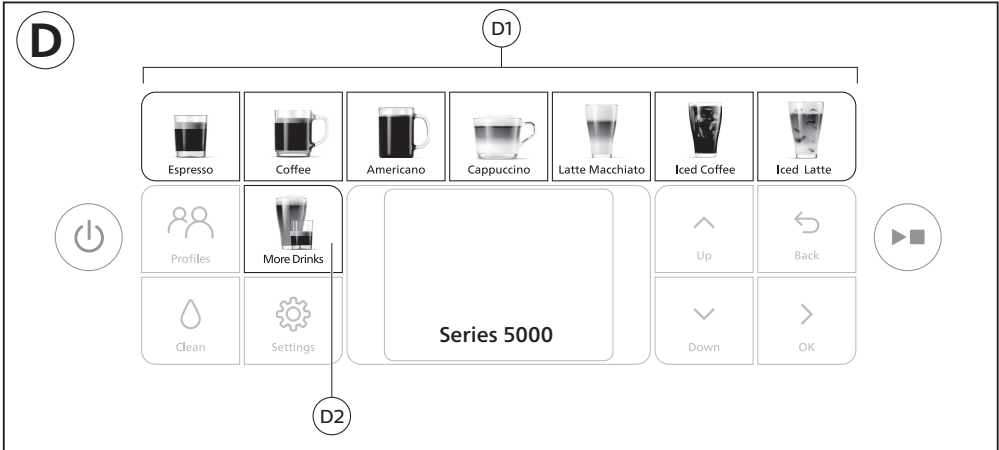 D
D1
Espresso
Coffee
Americano
Cappuccino
Latte Macchiato
Iced Coffee
Iced Latte
Profiles
More Drinks
Up
Back
Clean
Settings
Series 5000
Down
OK
D2